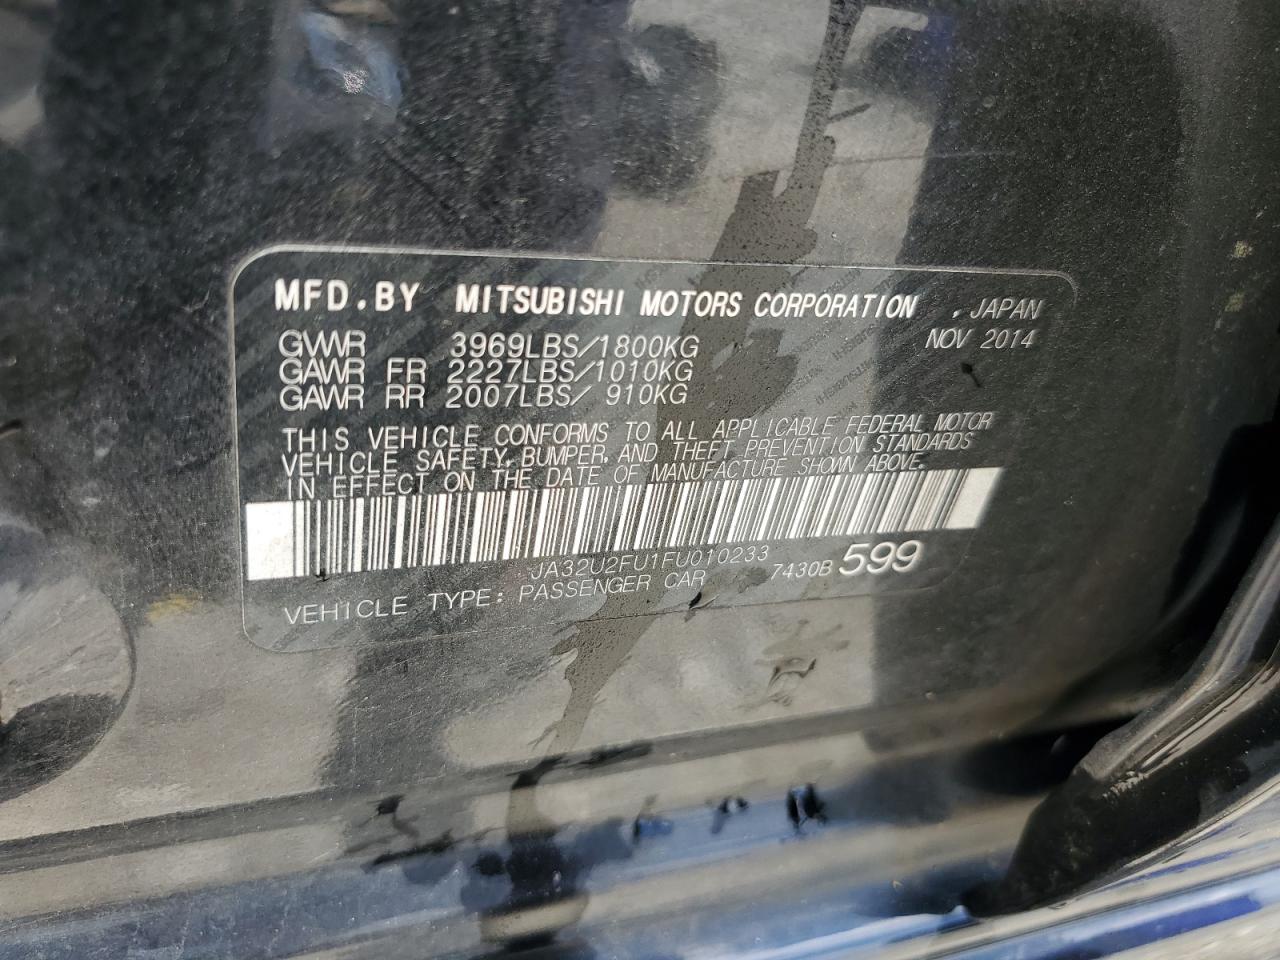 MFD.BY MITSUBISHI MOTORS CORPORATION , JAPAN
NOV 2014
GVWR 3969LBS/1800KG
GAWR FR 2227LBS/1010KG
GAWR RR 2007LBS/ 910KG
THIS VEHICLE CONFORMS TO ALL APPLICABLE FEDERAL MOTOR
VEHICLE SAFETY, BUMPER, AND THEFT PREVENTION STANDARDS
IN EFFECT ON THE DATE OF MANUFACTURE SHOWN ABOVE.
JA32U2FU1FU010233
VEHICLE TYPE: PASSENGER CAR 7430B 599